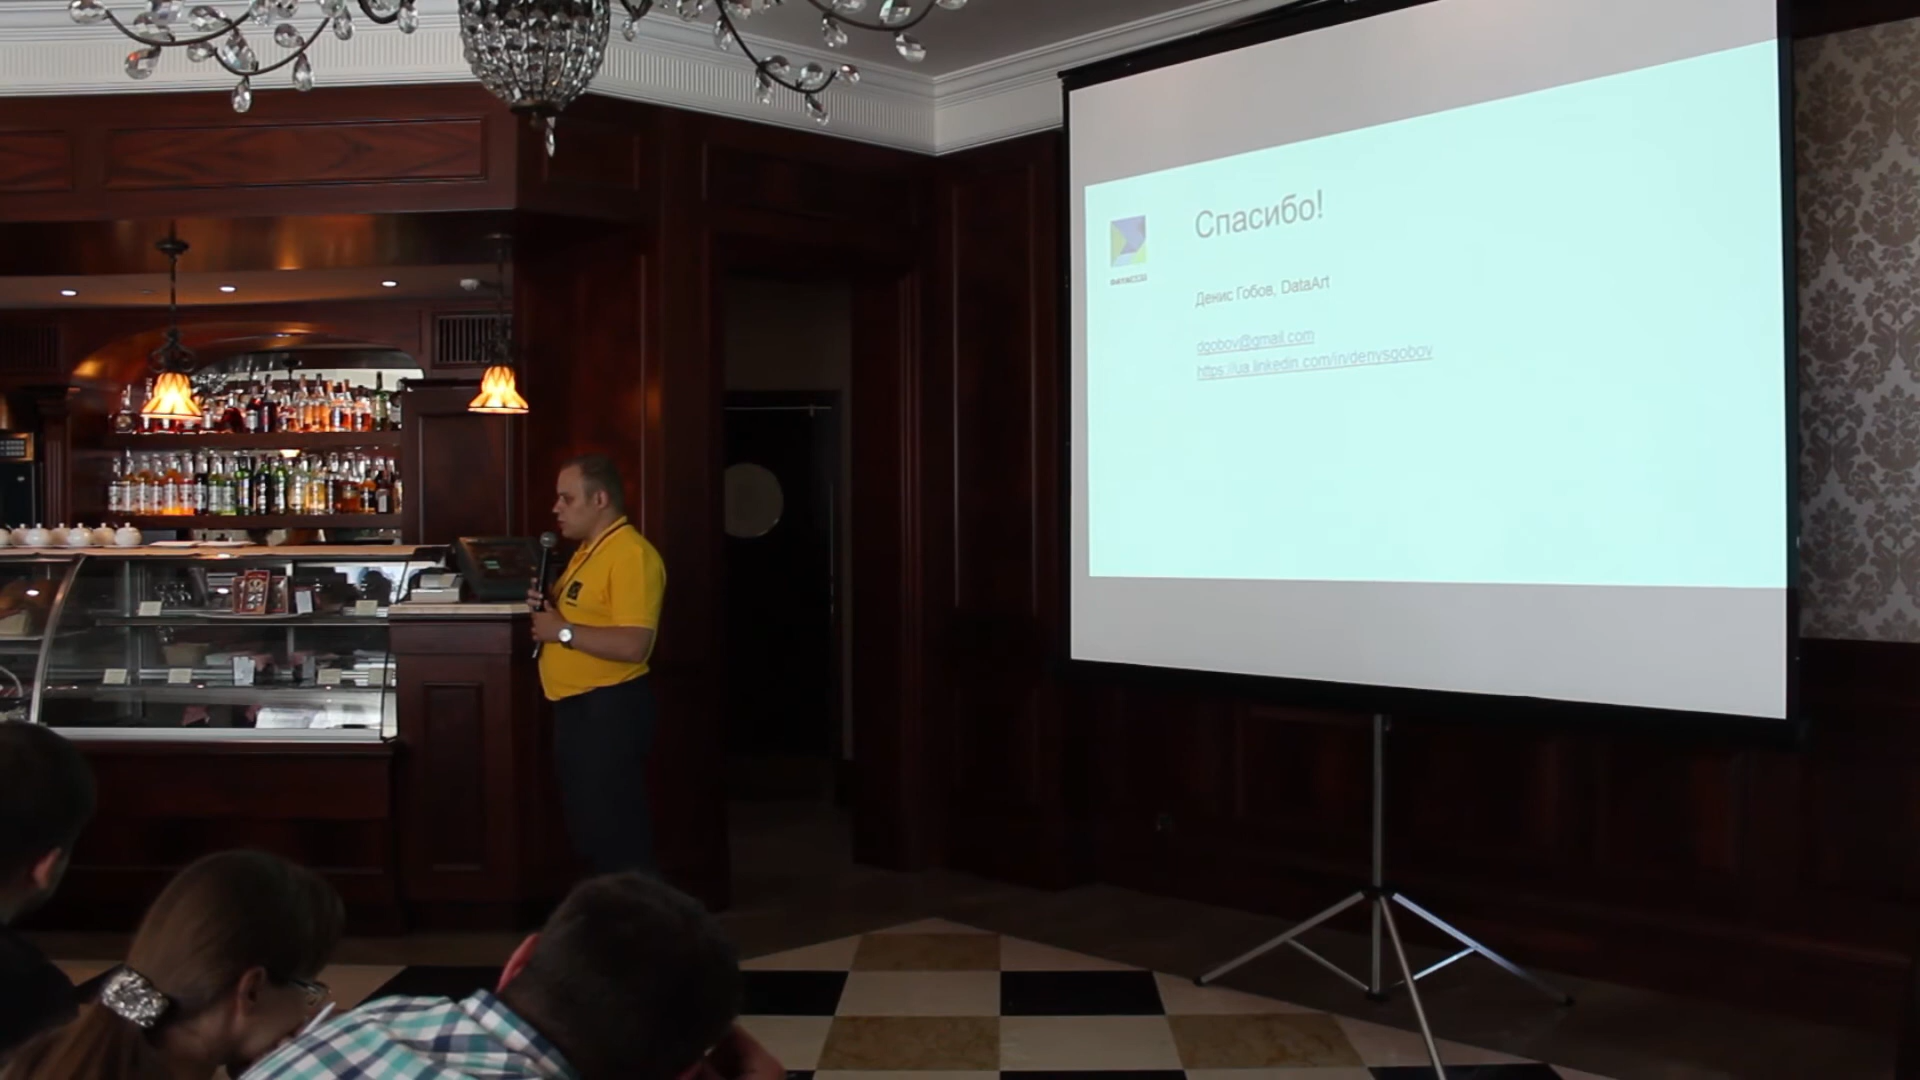 Спасибо!
Денис Гобов, DataArt
dgobov@gmail.com
https://ua.linkedin.com/in/denysgobov